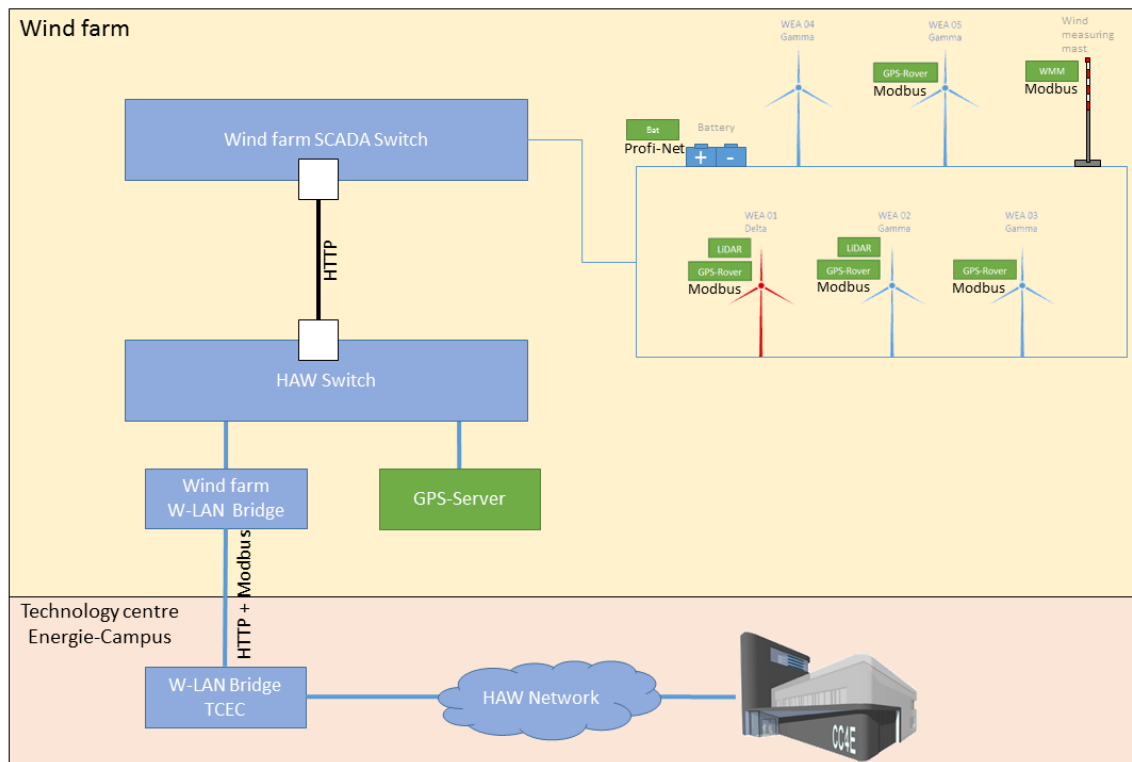 Wind farm
WEA 04
Gamma
WEA 05
Gamma
Wind
measuring
mast
GPS-Rover
Modbus
WMM
Modbus
Wind farm SCADA Switch
Bat
Battery
Profi-Net
+ -
WEA 01
Delta
WEA 02
Gamma
WEA 03
Gamma
LiDAR
GPS-Rover
Modbus
LiDAR
GPS-Rover
Modbus
GPS-Rover
Modbus
HTTP
HAW Switch
Wind farm
W-LAN Bridge
GPS-Server
HTTP + Modbus
Technology centre
Energie-Campus
W-LAN Bridge
TCEC
HAW Network
CC4E